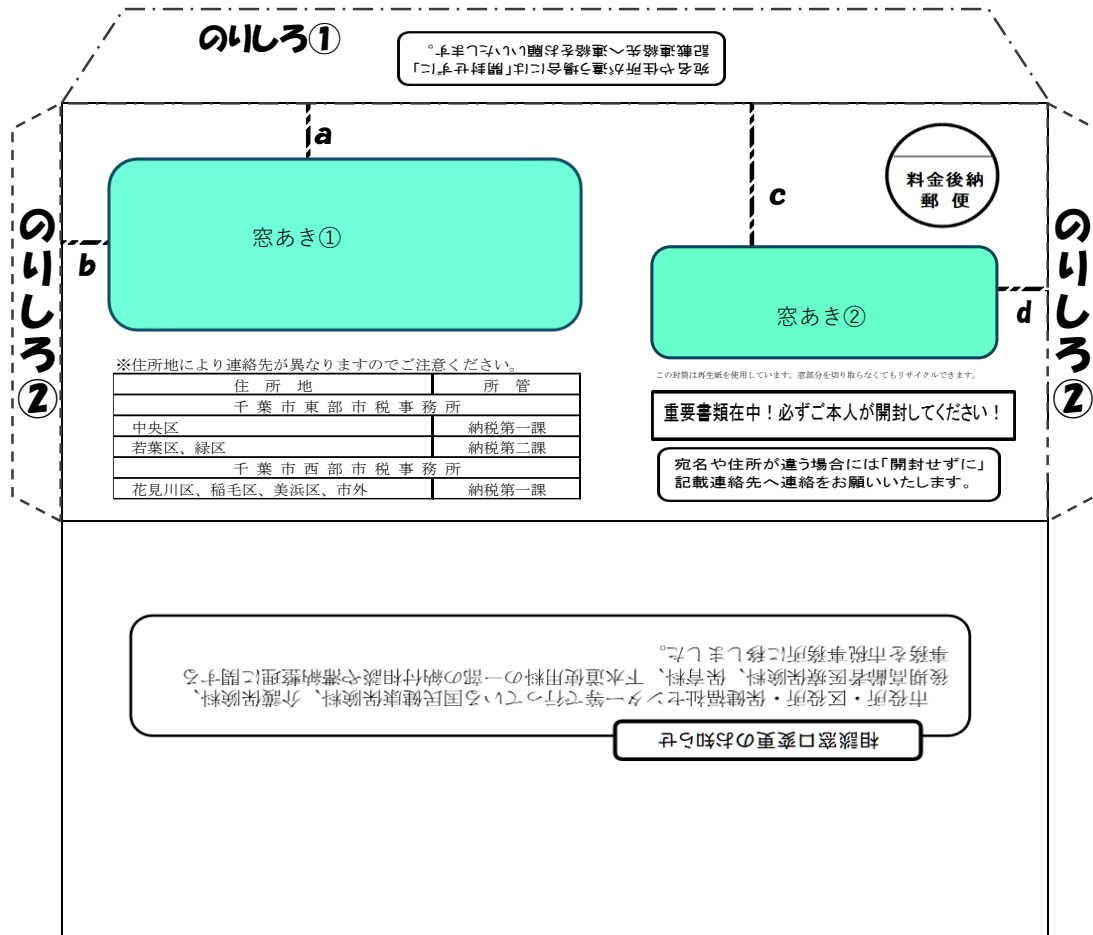 のりしろ①
宛名や住所が違う場合には「開封せずに」
記載連絡先へ連絡をお願いいたします。
a
c
料金後納
郵 便
のりしろ②
窓あき①
b
のりしろ②
窓あき②
d
※住所地により連絡先が異なりますのでご注意ください。
住 所 地 所 管
千葉市東部市税事務所
中央区 納税第一課
若葉区、緑区 納税第二課
千葉市西部市税事務所
花見川区、稲毛区、美浜区、市外 納税第一課
この封筒は再生紙を使用しています。窓部分を切り取らなくてもリサイクルできます。
重要書類在中！必ずご本人が開封してください！
宛名や住所が違う場合には「開封せずに」
記載連絡先へ連絡をお願いいたします。
相談窓口変更のお知らせ
市役所・区役所・保健福祉センター等で行っている国民健康保険料、介護保険料、
後期高齢者医療保険料、保育料、下水道使用料の一部の納付相談や滞納整理に関する
事務を市税事務所に移しました。